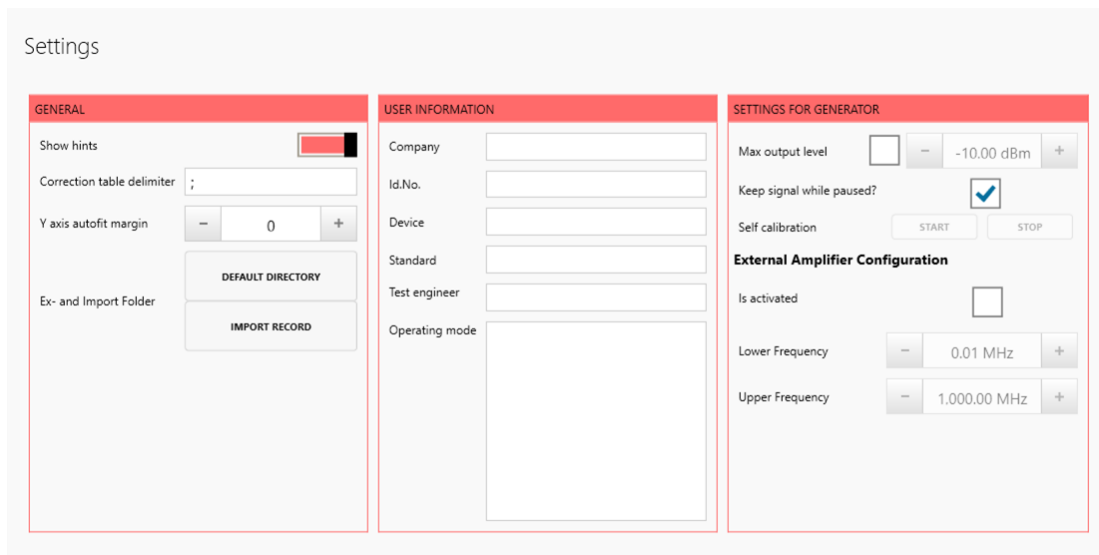 Settings
GENERAL
Show hints
Correction table delimiter ;
Y axis autofit margin - 0 +
Ex- and Import Folder
DEFAULT DIRECTORY
IMPORT RECORD
USER INFORMATION
Company
Id.No.
Device
Standard
Test engineer
Operating mode
SETTINGS FOR GENERATOR
Max output level - -10.00 dBm +
Keep signal while paused?
Self calibration START STOP
External Amplifier Configuration
Is activated
Lower Frequency - 0.01 MHz +
Upper Frequency - 1.000.00 MHz +